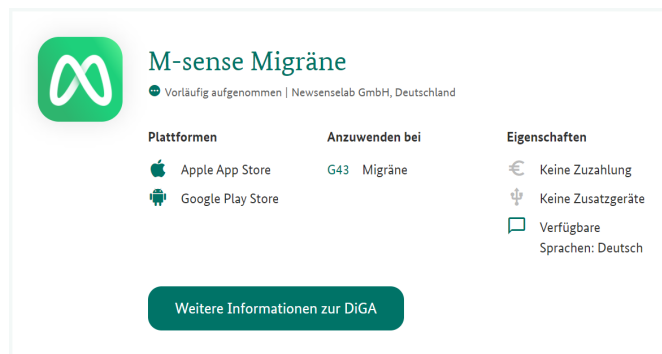 M-sense Migräne
Vorläufig aufgenommen | Newsenselab GmbH, Deutschland
Plattformen
Apple App Store
Google Play Store
Anzuwenden bei
G43 Migräne
Eigenschaften
Keine Zuzahlung
Keine Zusatzgeräte
Verfügbare
Sprachen: Deutsch
Weitere Informationen zur DiGA